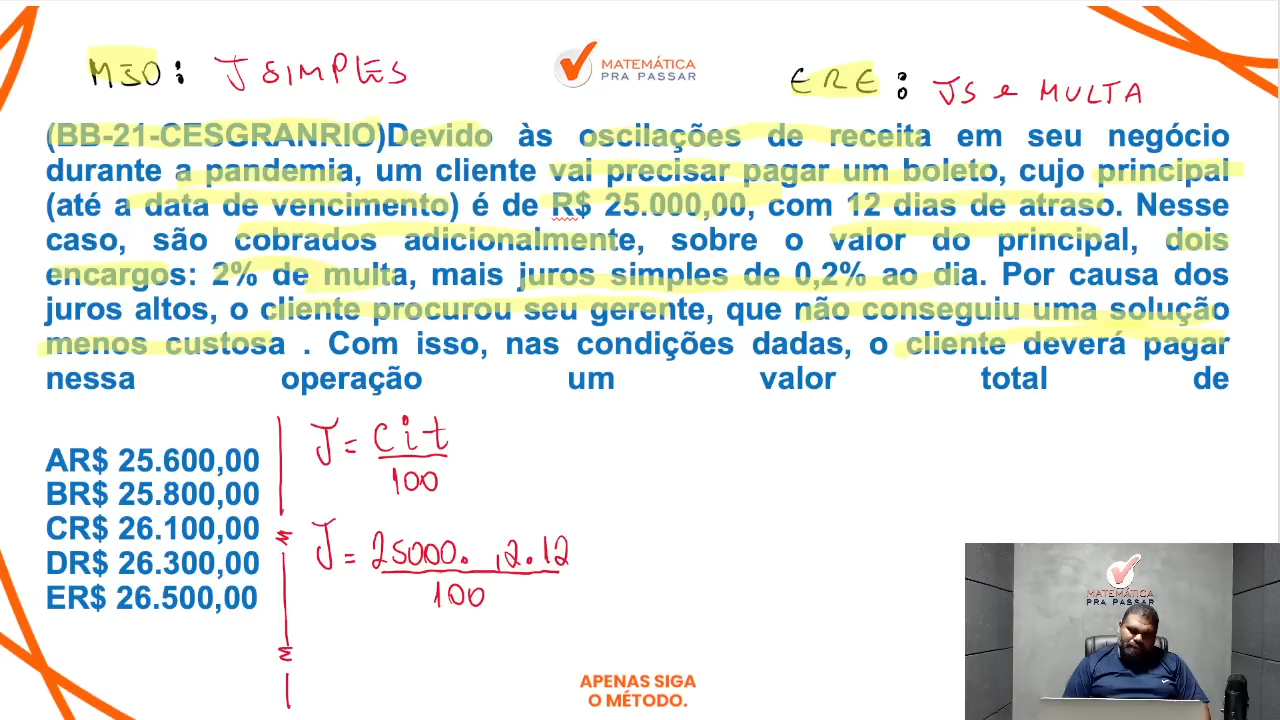 MSO: J SIMPLES
MATEMÁTICA
PRA PASSAR
ERE: JS e MULTA
(BB-21-CESGRANRIO)Devido às oscilações de receita em seu negócio
durante a pandemia, um cliente vai precisar pagar um boleto, cujo principal
(até a data de vencimento) é de R$ 25.000,00, com 12 dias de atraso. Nesse
caso, são cobrados adicionalmente, sobre o valor do principal, dois
encargos: 2% de multa, mais juros simples de 0,2% ao dia. Por causa dos
juros altos, o cliente procurou seu gerente, que não conseguiu uma solução
menos custosa . Com isso, nas condições dadas, o cliente deverá pagar
nessa operação um valor total de
AR$ 25.600,00
BR$ 25.800,00
CR$ 26.100,00
DR$ 26.300,00
ER$ 26.500,00
J = cit
100
J = 25000. ,2.12
100
MATEMÁTICA
PRA PASSAR
APENAS SIGA
O MÉTODO.